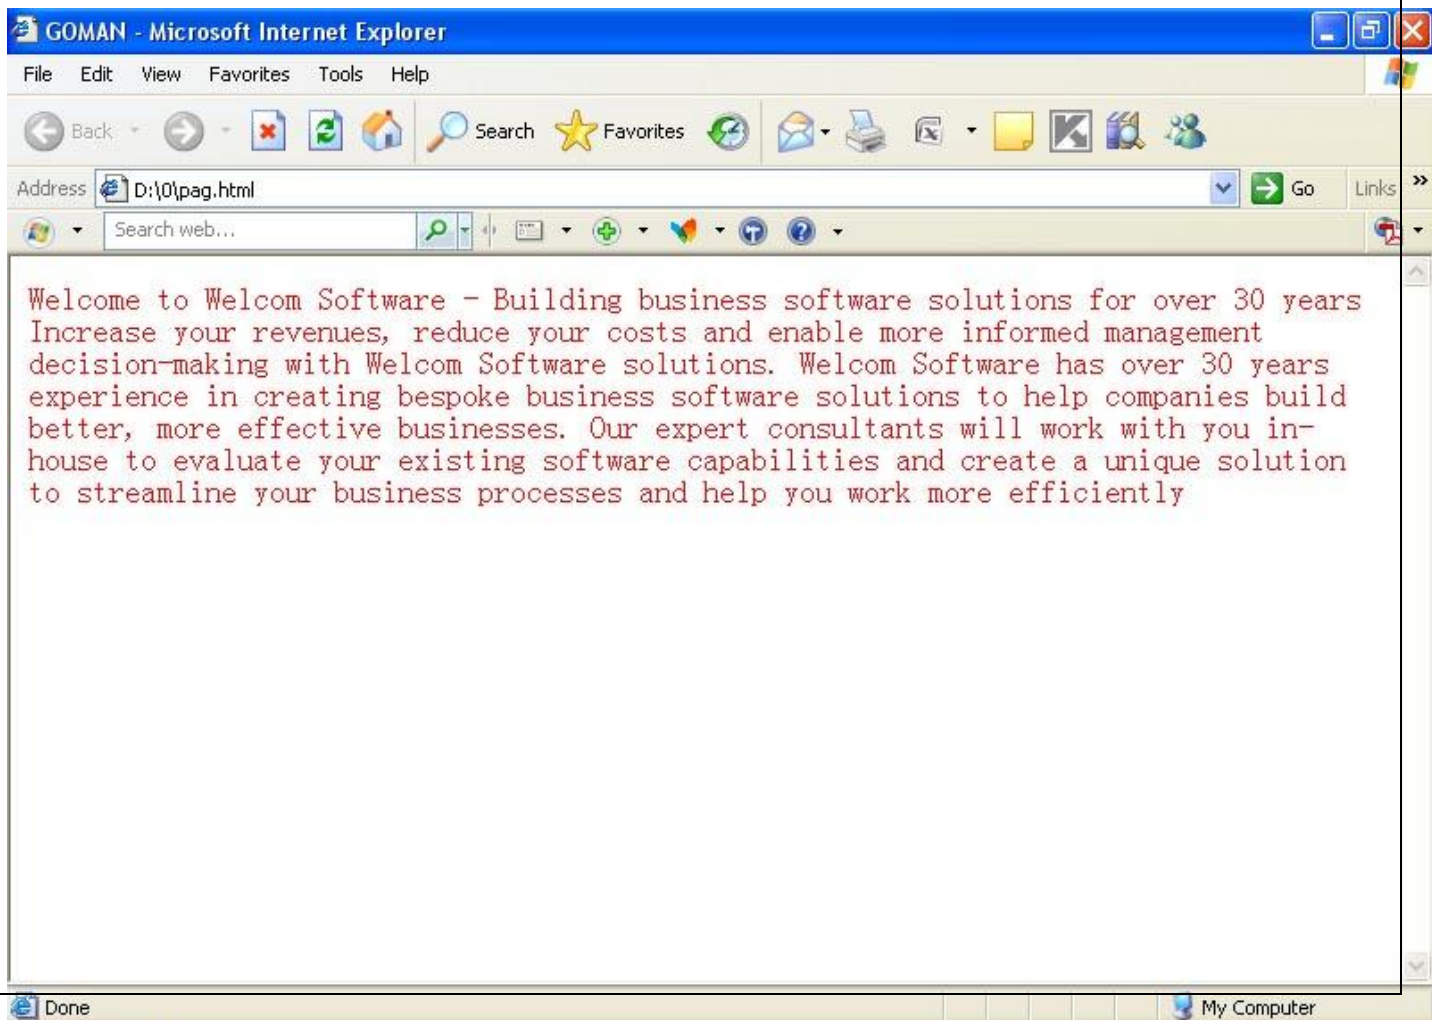 GOMAN - Microsoft Internet Explorer
File Edit View Favorites Tools Help
Back Search Favorites
Address D:\0\pag.html Go Links »
Search web...
Welcome to Welcom Software - Building business software solutions for over 30 years
Increase your revenues, reduce your costs and enable more informed management
decision-making with Welcom Software solutions. Welcom Software has over 30 years
experience in creating bespoke business software solutions to help companies build
better, more effective businesses. Our expert consultants will work with you in-
house to evaluate your existing software capabilities and create a unique solution
to streamline your business processes and help you work more efficiently
Done My Computer